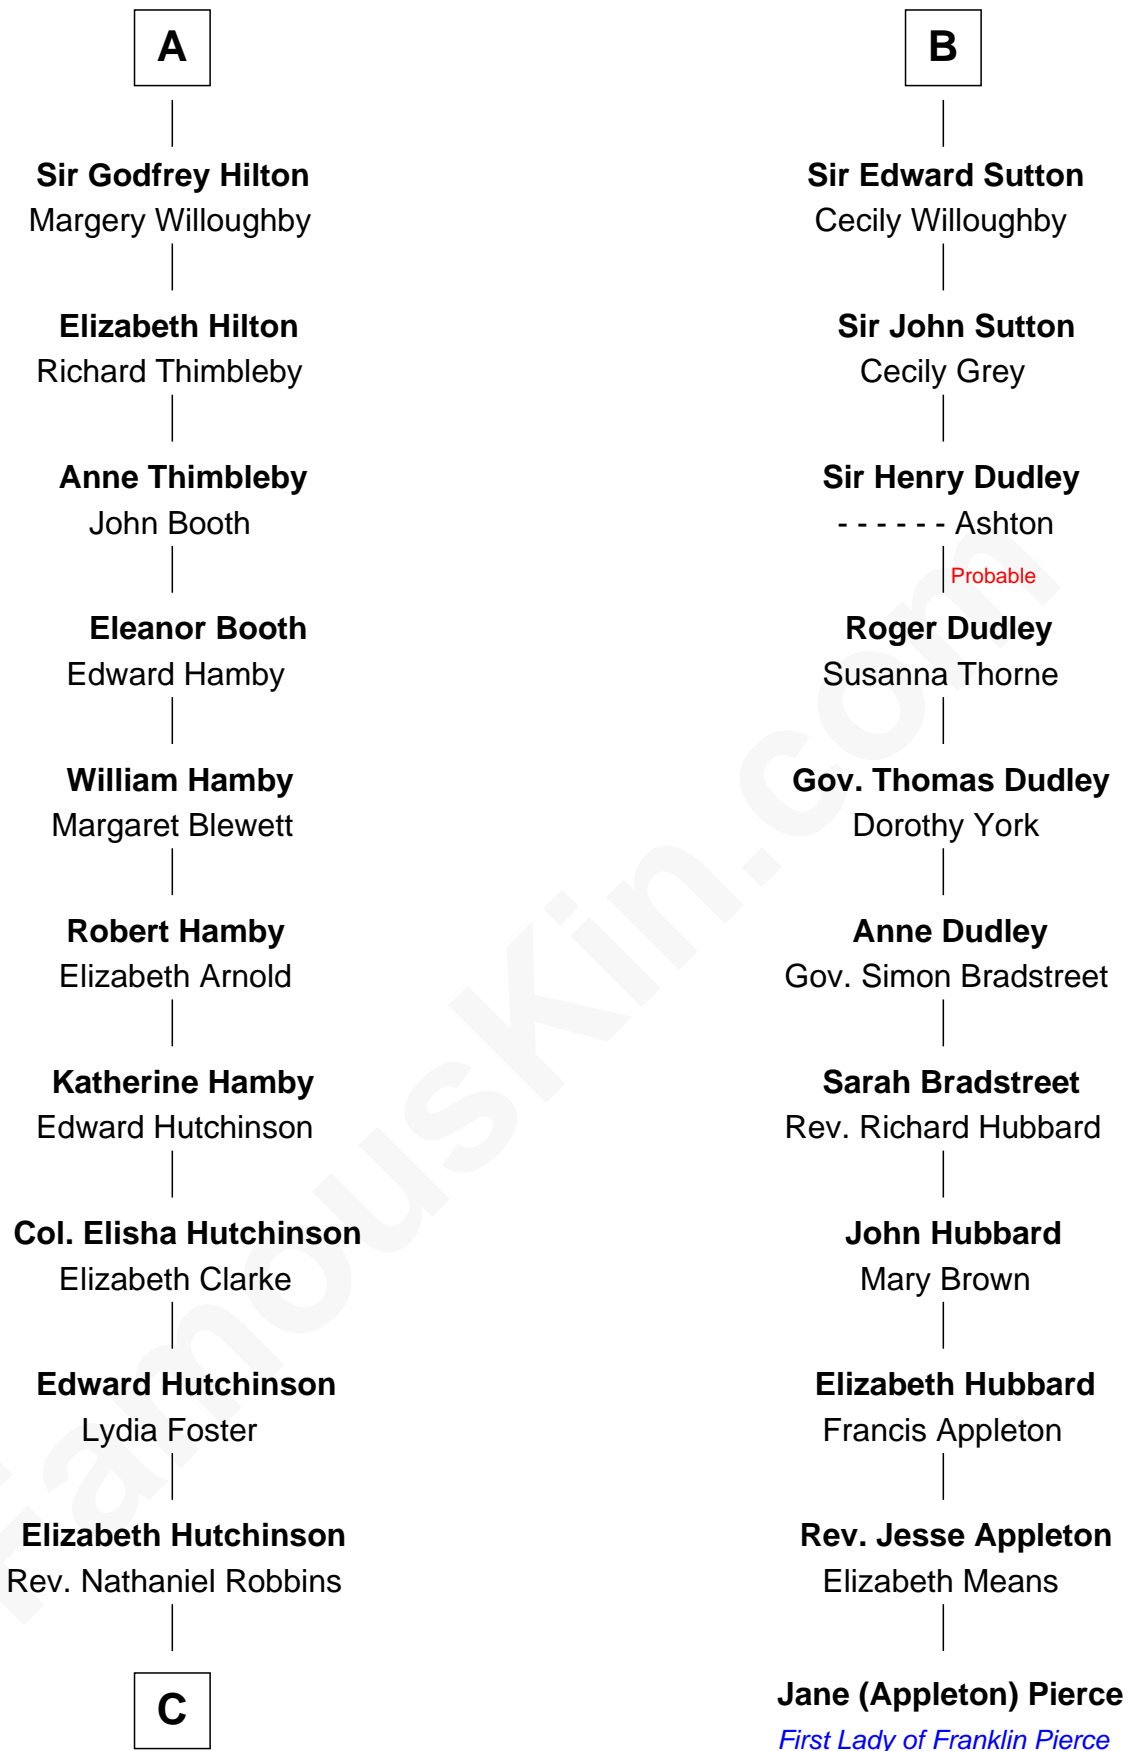 A
Sir Godfrey Hilton
Margery Willoughby
Elizabeth Hilton
Richard Thimbleby
Anne Thimbleby
John Booth
Eleanor Booth
Edward Hamby
William Hamby
Margaret Blewett
Robert Hamby
Elizabeth Arnold
Katherine Hamby
Edward Hutchinson
Col. Elisha Hutchinson
Elizabeth Clarke
Edward Hutchinson
Lydia Foster
Elizabeth Hutchinson
Rev. Nathaniel Robbins
C
B
Sir Edward Sutton
Cecily Willoughby
Sir John Sutton
Cecily Grey
Sir Henry Dudley
- - - - - - Ashton
Probable
Roger Dudley
Susanna Thorne
Gov. Thomas Dudley
Dorothy York
Anne Dudley
Gov. Simon Bradstreet
Sarah Bradstreet
Rev. Richard Hubbard
John Hubbard
Mary Brown
Elizabeth Hubbard
Francis Appleton
Rev. Jesse Appleton
Elizabeth Means
Jane (Appleton) Pierce
First Lady of Franklin Pierce
FamousKin.com